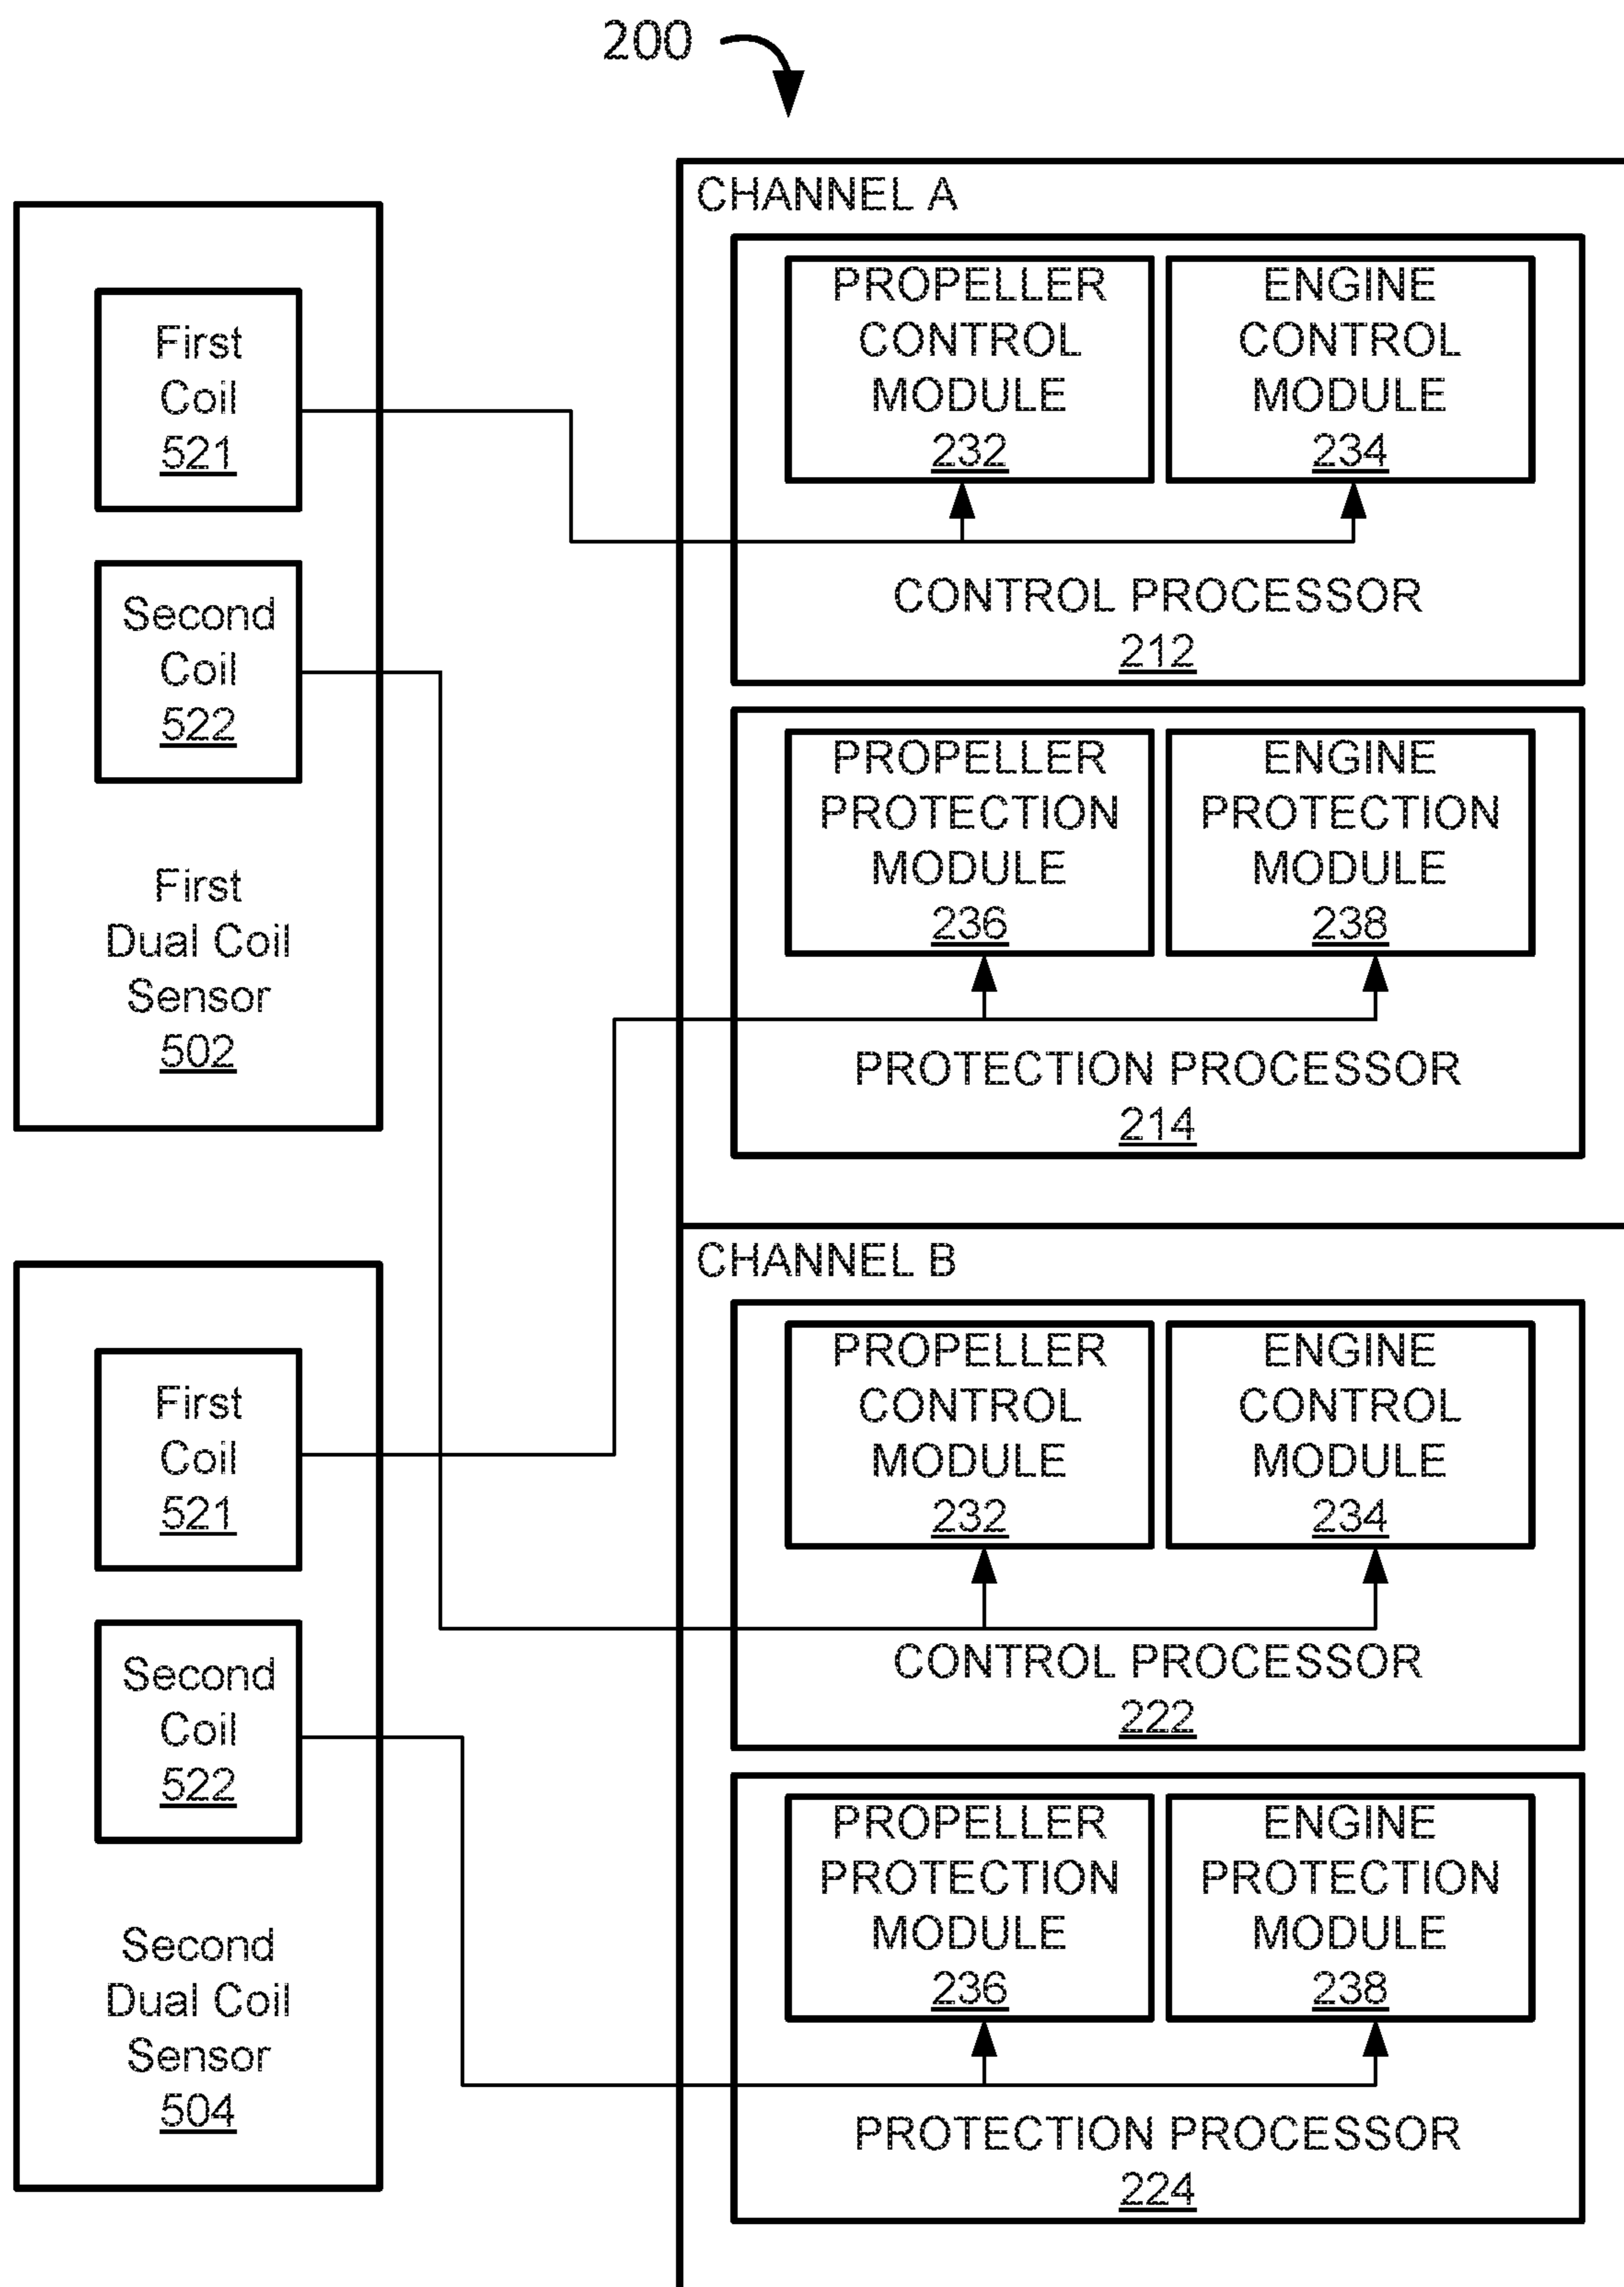 200
First
Coil
521
Second
Coil
522
First
Dual Coil
Sensor
502
First
Coil
521
Second
Coil
522
Second
Dual Coil
Sensor
504
CHANNEL A
PROPELLER
CONTROL
MODULE
232
ENGINE
CONTROL
MODULE
234
CONTROL PROCESSOR
212
PROPELLER
PROTECTION
MODULE
236
ENGINE
PROTECTION
MODULE
238
PROTECTION PROCESSOR
214
CHANNEL B
PROPELLER
CONTROL
MODULE
232
ENGINE
CONTROL
MODULE
234
CONTROL PROCESSOR
222
PROPELLER
PROTECTION
MODULE
236
ENGINE
PROTECTION
MODULE
238
PROTECTION PROCESSOR
224